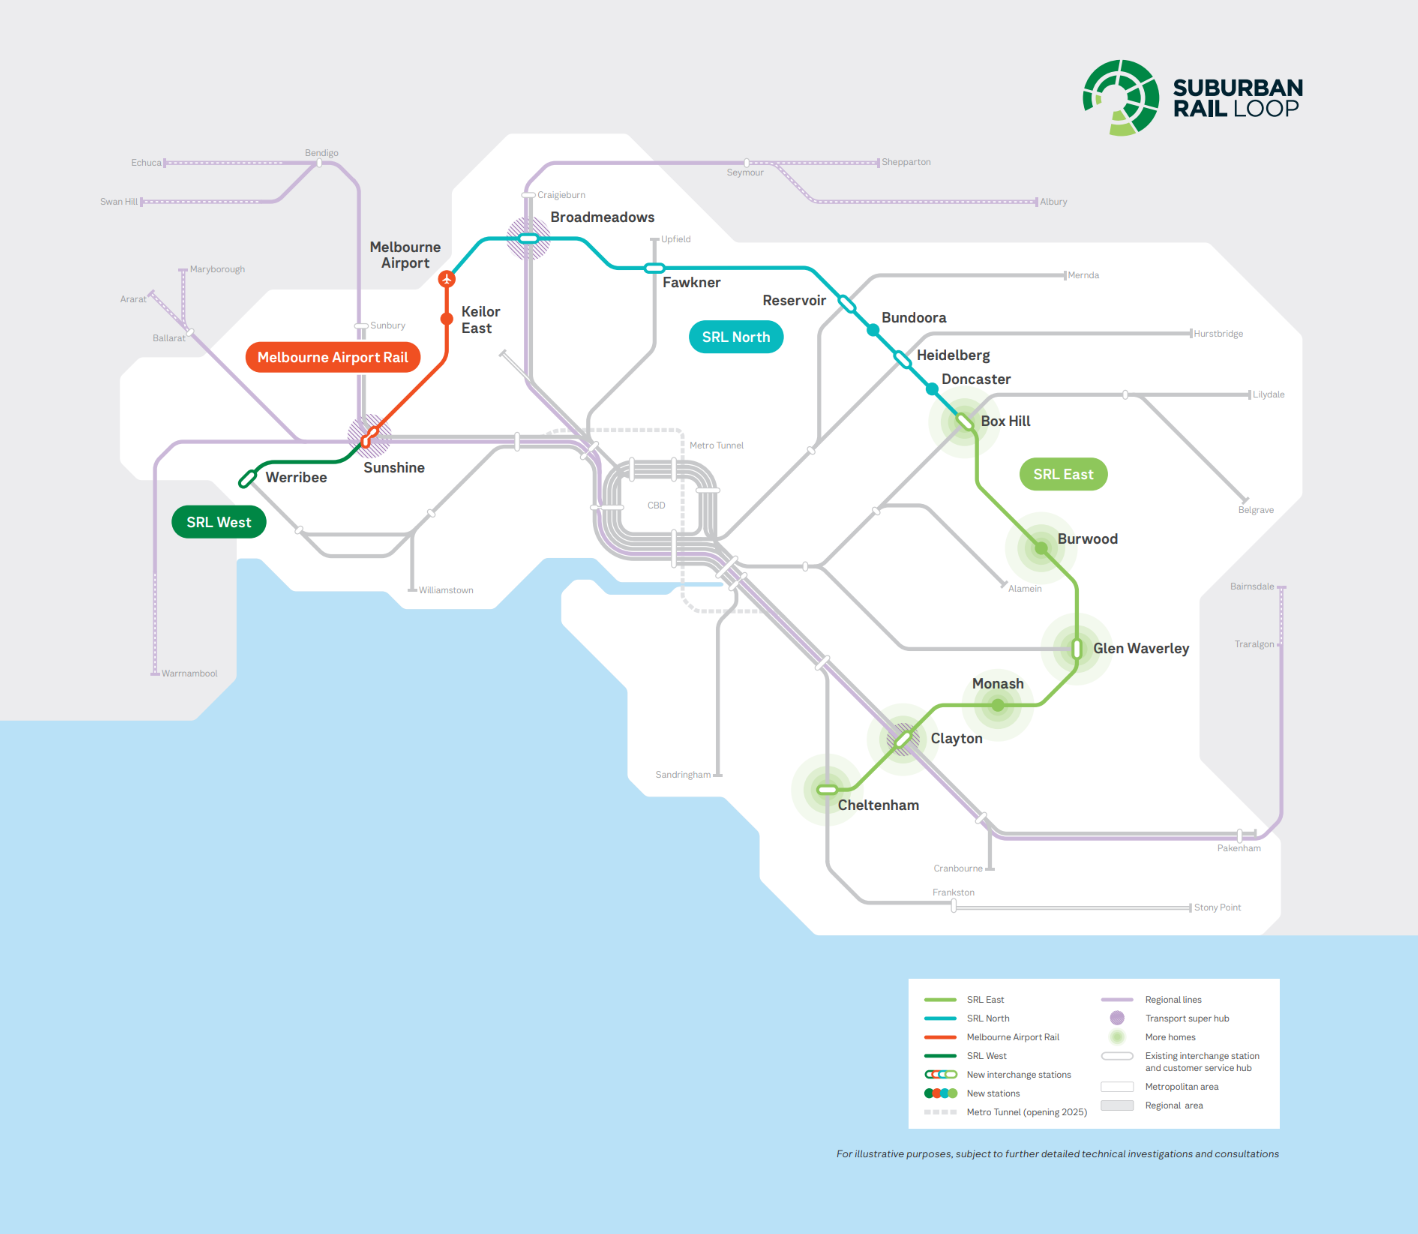 SUBURBAN
RAIL LOOP
Echuca
Bendigo
Swan Hill
Seymour
Shepparton
Albury
Craigieburn
Broadmeadows
Upfield
Melbourne
Airport
Fawkner
Mernda
Reservoir
Maryborough
Ararat
Ballarat
Sunbury
Keilor
East
Bundoora
Hurstbridge
SRL North
Melbourne Airport Rail
Heidelberg
Doncaster
Lilydale
Box Hill
Metro Tunnel
Sunshine
Werribee
SRL East
CBD
Belgrave
SRL West
Burwood
Williamstown
Alamein
Bairnsdale
Traralgon
Glen Waverley
Warrnambool
Monash
Clayton
Sandringham
Cheltenham
Pakenham
Cranbourne
Frankston
Stony Point
SRL East
SRL North
Melbourne Airport Rail
SRL West
New interchange stations
New stations
Metro Tunnel (opening 2025)
Regional lines
Transport super hub
More homes
Existing interchange station
and customer service hub
Metropolitan area
Regional area
For illustrative purposes, subject to further detailed technical investigations and consultations